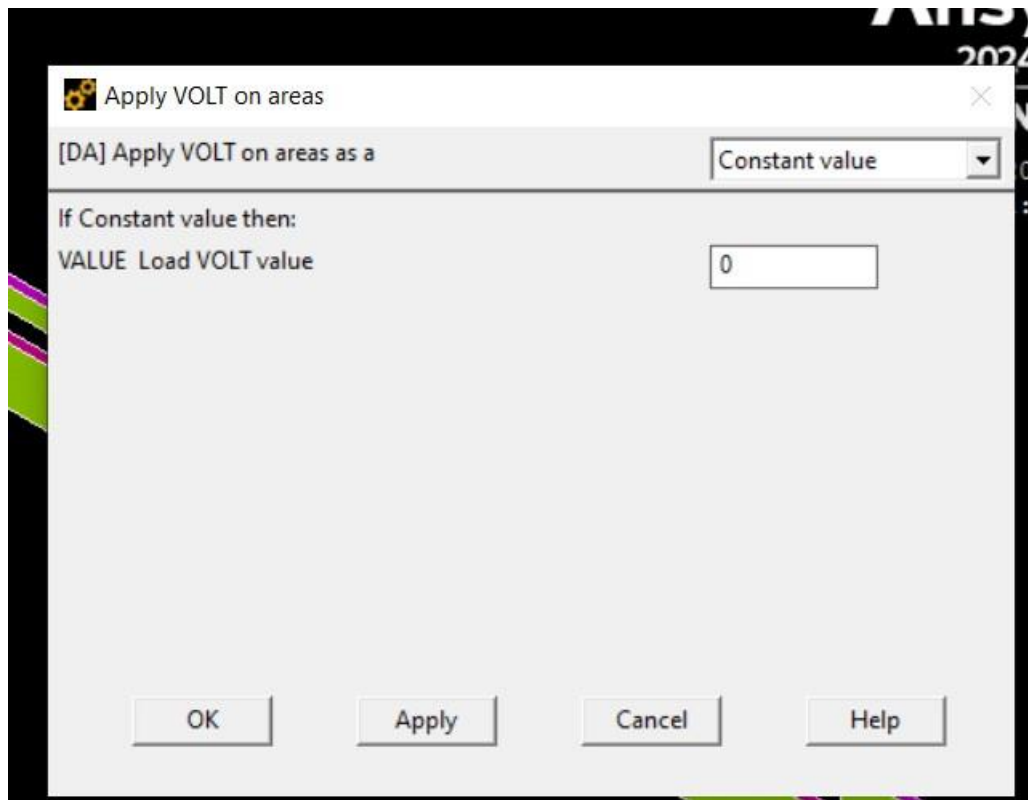 2024
Apply VOLT on areas
[DA] Apply VOLT on areas as a
Constant value
If Constant value then:
VALUE Load VOLT value
0
OK
Apply
Cancel
Help